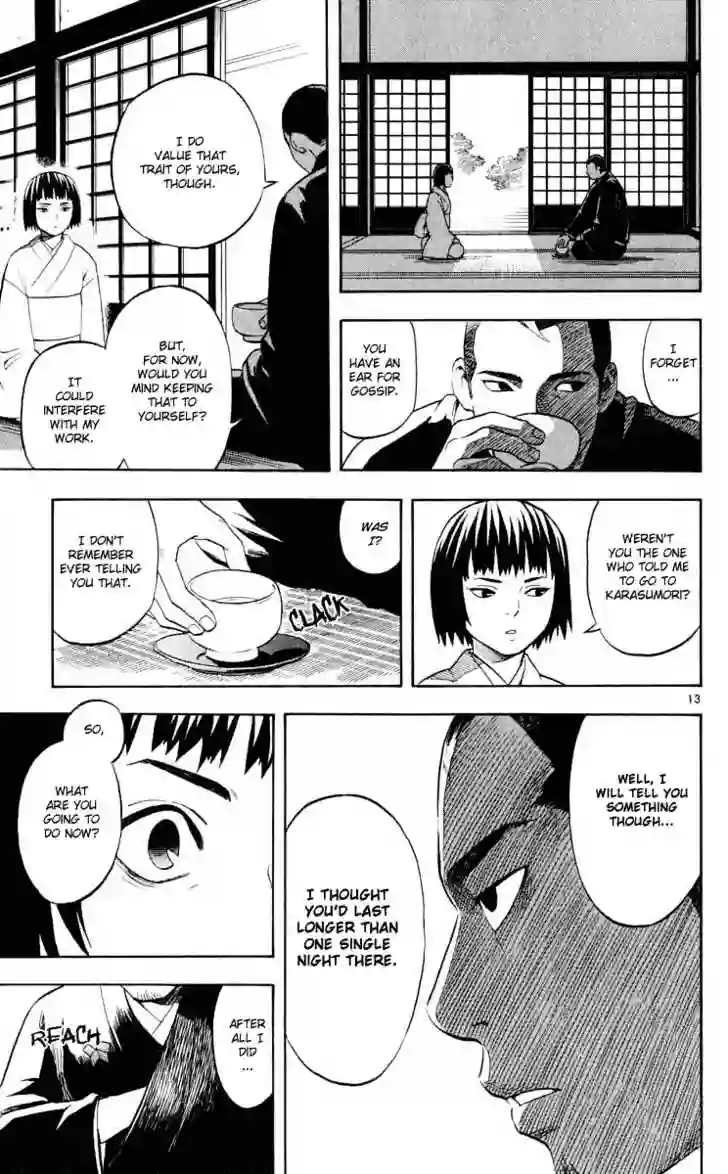 I DO
VALUE THAT
TRAIT OF YOURS,
THOUGH.
BUT,
FOR NOW,
WOULD YOU
MIND KEEPING
THAT TO
YOURSELF?
IT
COULD
INTERFERE
WITH MY
WORK.
I
FORGET
...
YOU
HAVE AN
EAR FOR
GOSSIP.
WEREN'T
YOU THE ONE
WHO TOLD ME
TO GO TO
KARASUMORI?
WAS
I?
CLACK
I DON'T
REMEMBER
EVER TELLING
YOU THAT.
13
WELL, I
WILL TELL YOU
SOMETHING
THOUGH...
I THOUGHT
YOU'D LAST
LONGER THAN
ONE SINGLE
NIGHT THERE.
SO,
WHAT
ARE YOU
GOING TO
DO NOW?
AFTER
ALL I
DID
...
REACH